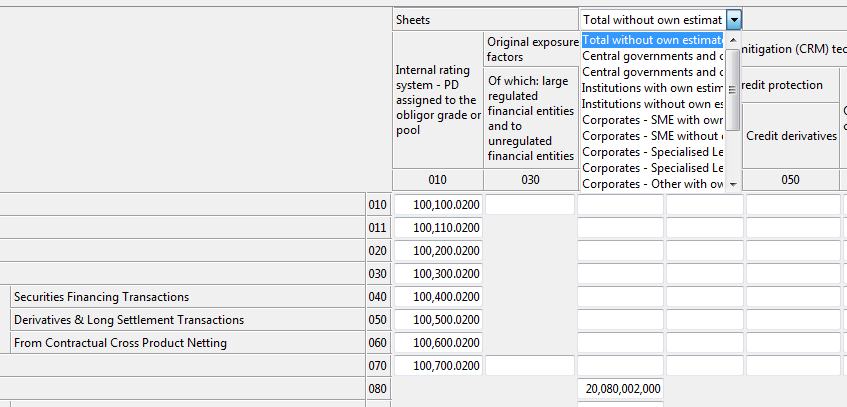 Sheets
Total without own estimat
Total without own estimate
Central governments and c
Central governments and c
Institutions with own estim
Institutions without own es
Corporates - SME with own
Corporates - SME without
Corporates - Specialised Le
Corporates - Specialised Le
Corporates - Other with ow
Internal rating
system - PD
assigned to the
obligor grade or
pool
Original exposure
factors
Of which: large
regulated
financial entities
and to
unregulated
financial entities
mitigation (CRM) tec
redit protection
Credit derivatives
010
030
050
010 100,100.0200
011 100,110.0200
020 100,200.0200
030 100,300.0200
Securities Financing Transactions 040 100,400.0200
Derivatives & Long Settlement Transactions 050 100,500.0200
From Contractual Cross Product Netting 060 100,600.0200
070 100,700.0200
080 20,080,002,000